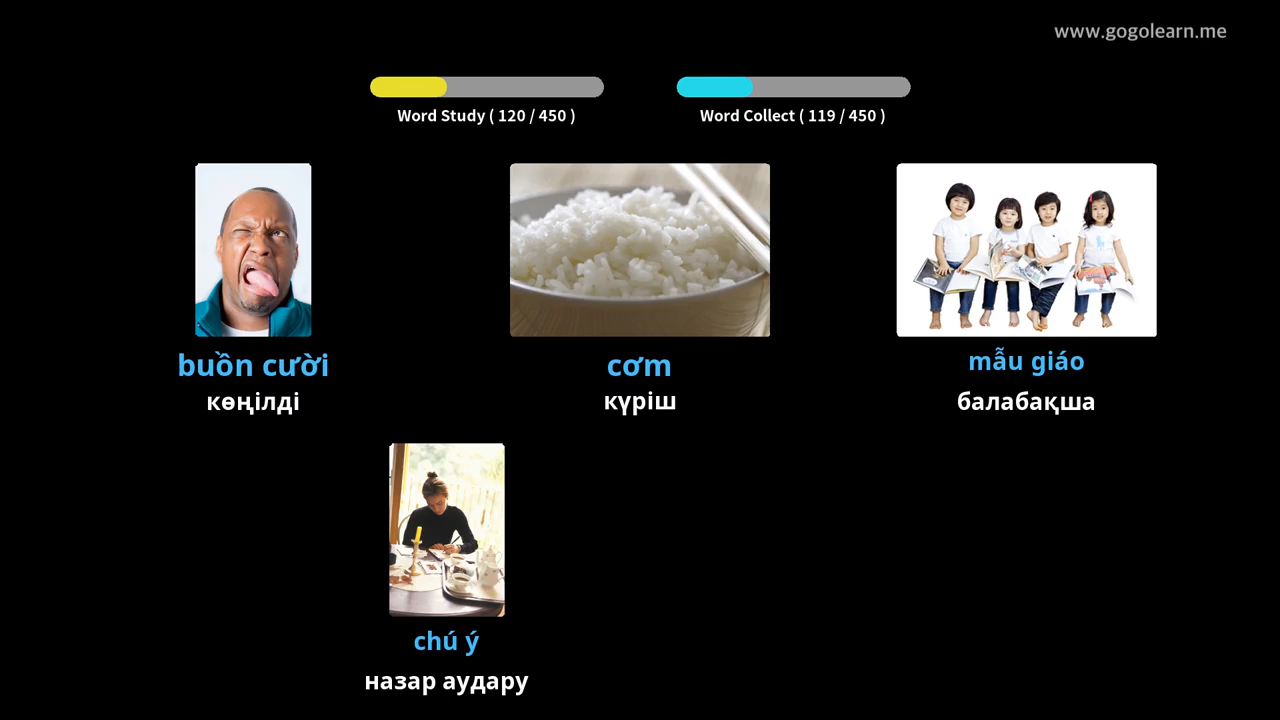 www.gogolearn.me
Word Study ( 120 / 450 )
Word Collect ( 119 / 450 )
buồn cười
көңілді
cơm
күріш
mẫu giáo
балабақша
chú ý
назар аудару